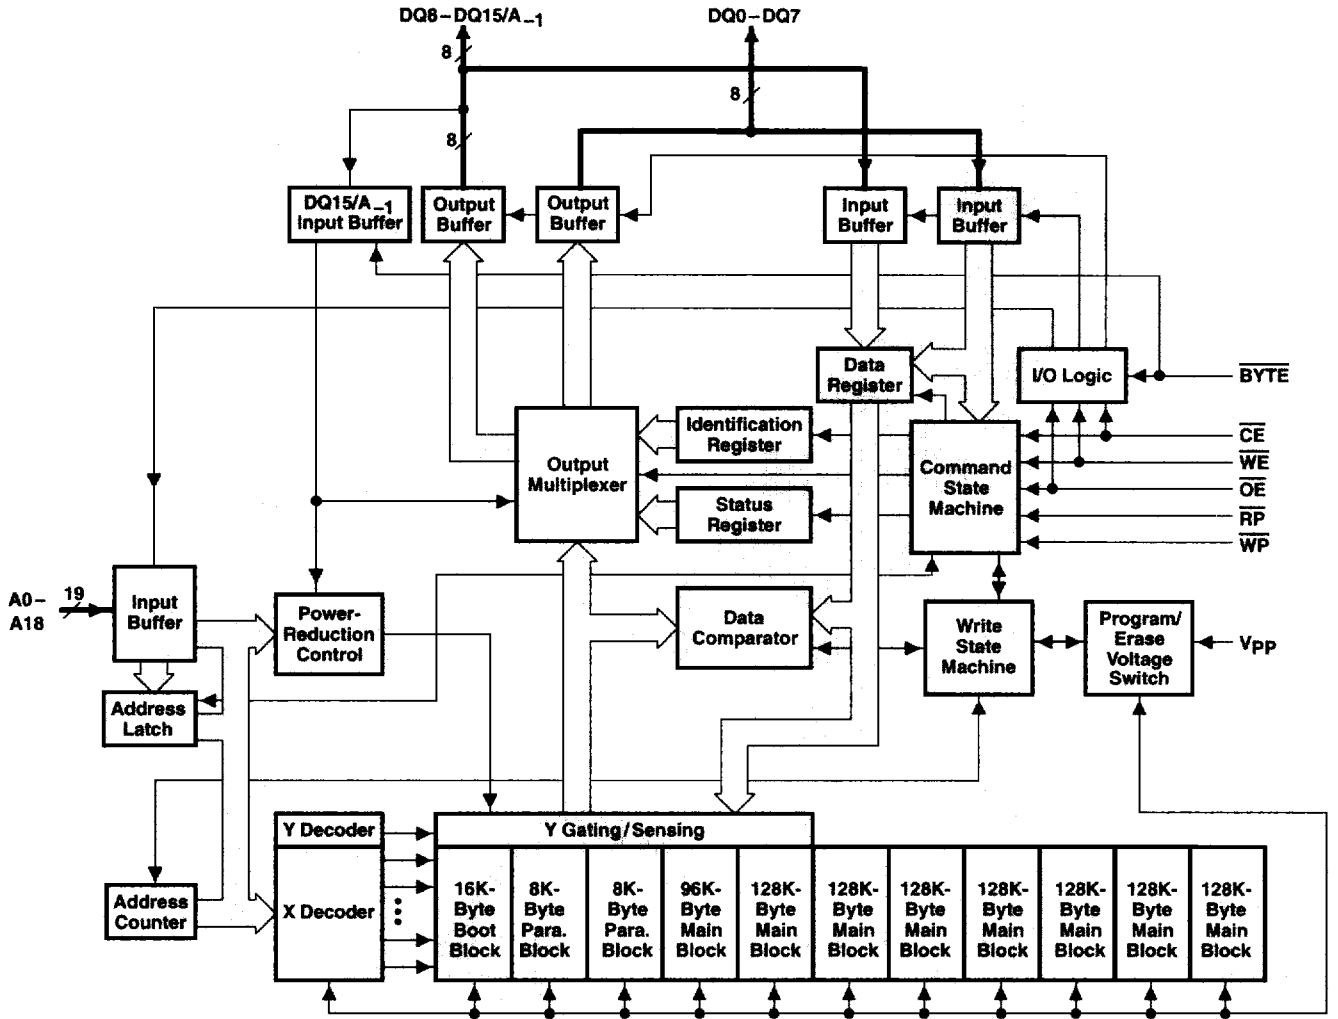 DQ8–DQ15/A–1
DQ0–DQ7
8
8
8
DQ15/A–1
Input Buffer
Output
Buffer
Output
Buffer
Input
Buffer
Input
Buffer
Data
Register
I/O Logic
BYTE
Identification
Register
Output
Multiplexer
Status
Register
Command
State
Machine
CE
WE
OE
RP
WP
A0–
A18
19
Input
Buffer
Power-
Reduction
Control
Data
Comparator
Write
State
Machine
Program/
Erase
Voltage
Switch
VPP
Address
Latch
Y Decoder
Y Gating/Sensing
Address
Counter
X Decoder
16K-
Byte
Boot
Block
8K-
Byte
Para.
Block
8K-
Byte
Para.
Block
96K-
Byte
Main
Block
128K-
Byte
Main
Block
128K-
Byte
Main
Block
128K-
Byte
Main
Block
128K-
Byte
Main
Block
128K-
Byte
Main
Block
128K-
Byte
Main
Block
128K-
Byte
Main
Block